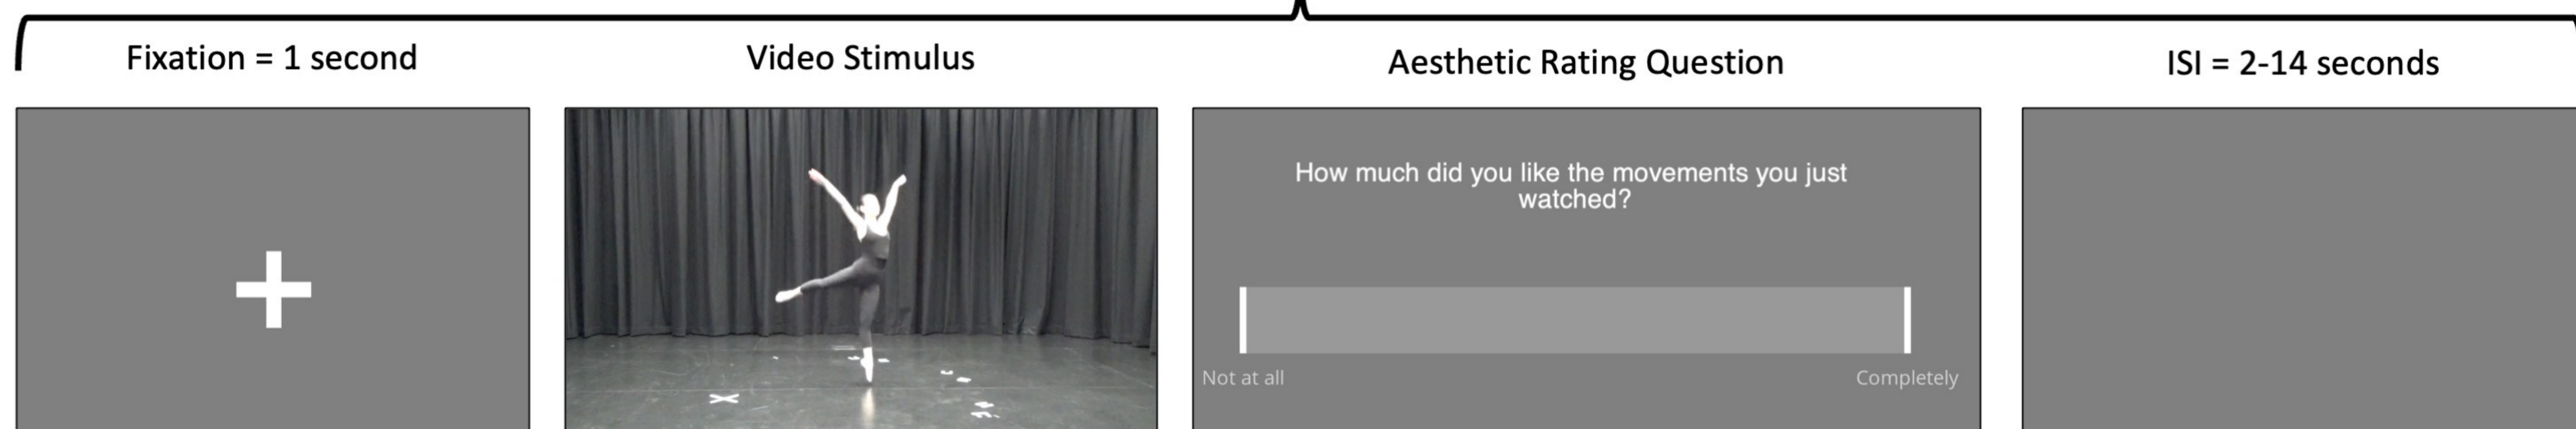 Fixation = 1 second
Video Stimulus
Aesthetic Rating Question
ISI = 2-14 seconds
How much did you like the movements you just
watched?
Not at all
Completely